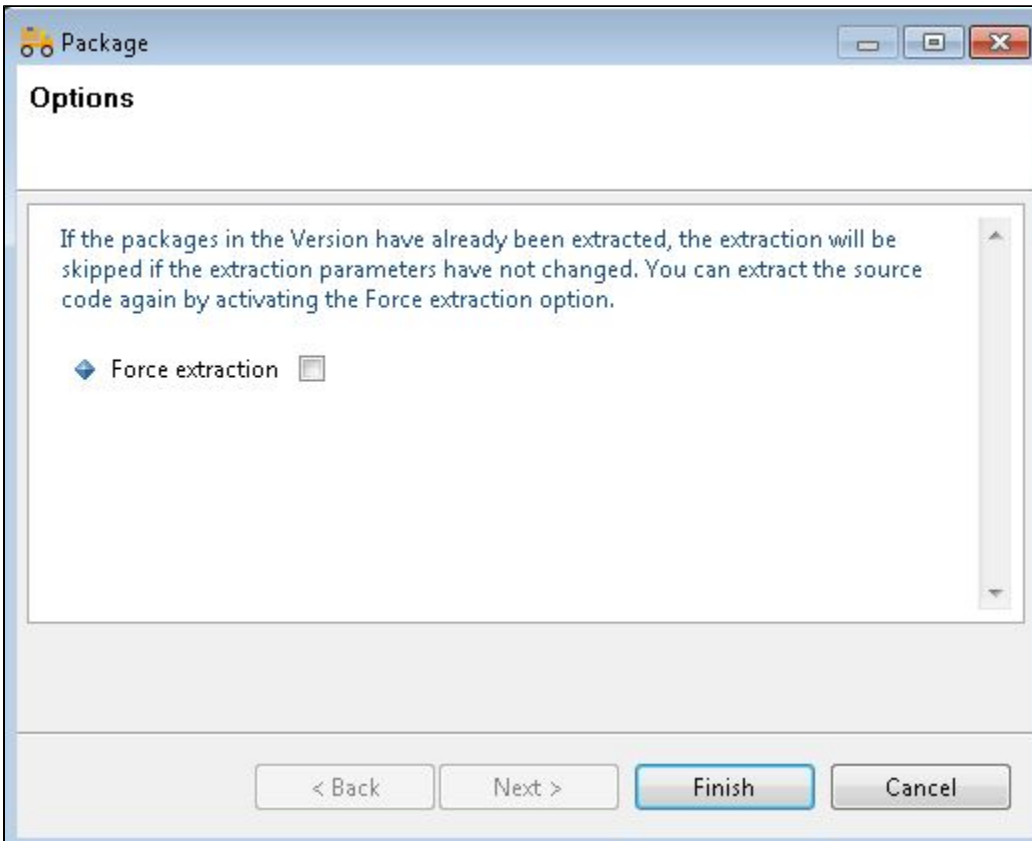 Package
Options
If the packages in the Version have already been extracted, the extraction will be
skipped if the extraction parameters have not changed. You can extract the source
code again by activating the Force extraction option.
Force extraction
< Back
Next >
Finish
Cancel